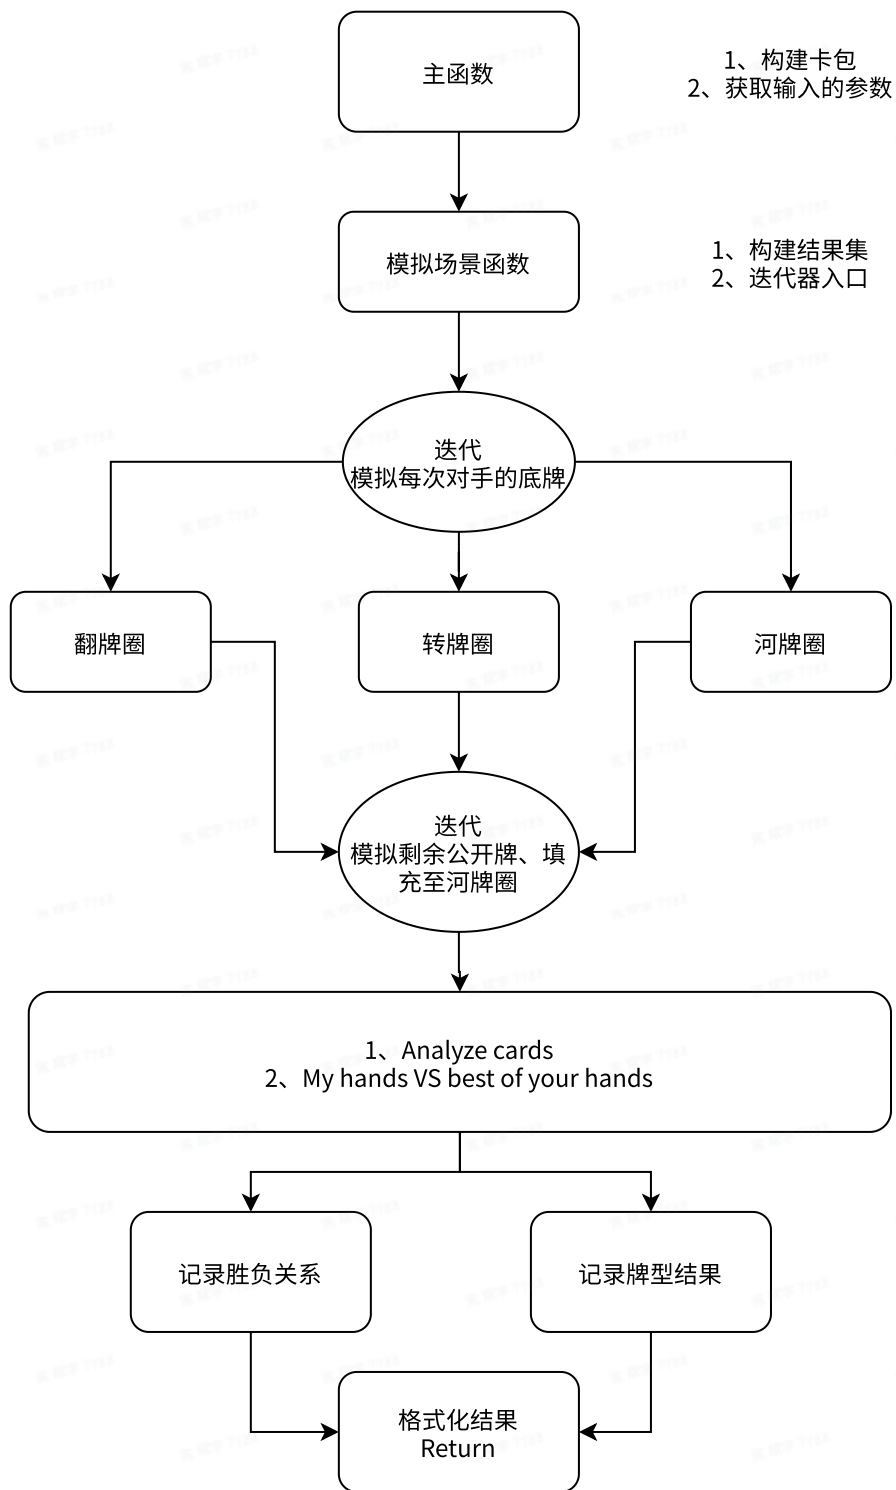 主函数
1、构建卡包
2、获取输入的参数
模拟场景函数
1、构建结果集
2、迭代器入口
迭代
模拟每次对手的底牌
翻牌圈
转牌圈
河牌圈
迭代
模拟剩余公开牌、填
充至河牌圈
1、Analyze cards
2、My hands VS best of your hands
记录胜负关系
记录牌型结果
格式化结果
Return